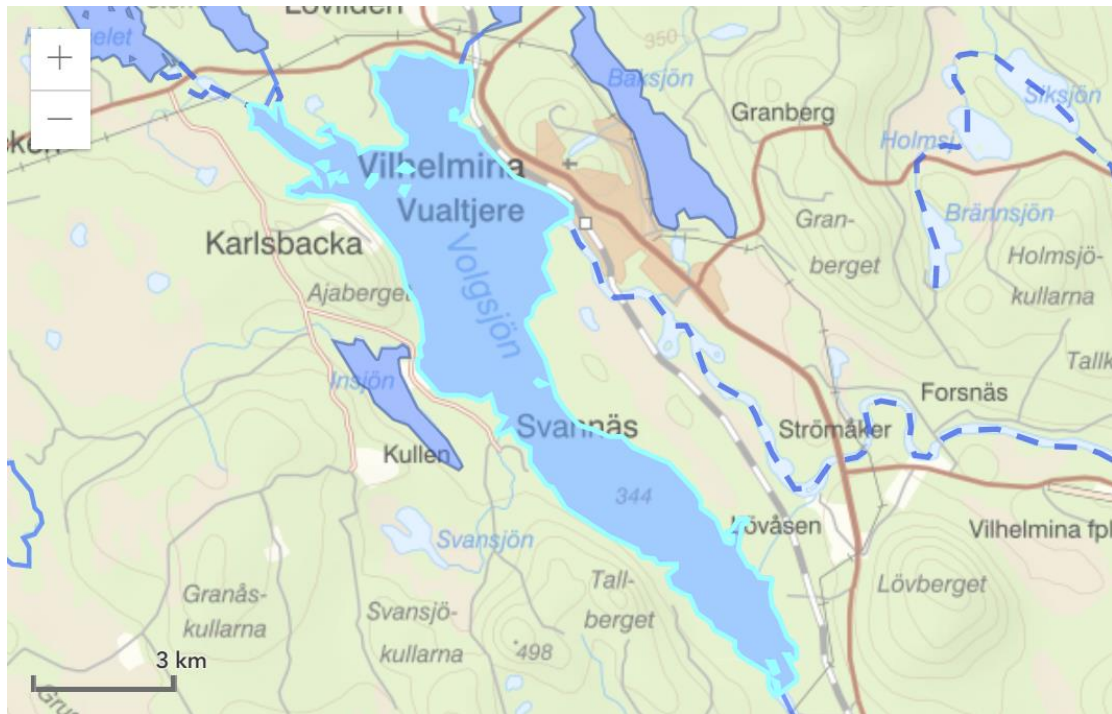 Lövliden
350
+
−
Baksjön
Granberg
Siksjön
Holmsj
Vilhelmina
Vualtjere
Brännsjön
Karlsbacka
Volgsjön
Gran-
berget
Holmsjö-
kullarna
Ajaberget
Insjön
Tallk
Forsnäs
Svannäs
Strömåker
Kullen
344
Svansjön
Lövåsen
Vilhelmina fpl
Granås-
kullarna
Svansjö-
kullarna
Tall-
berget
Lövberget
498
3 km